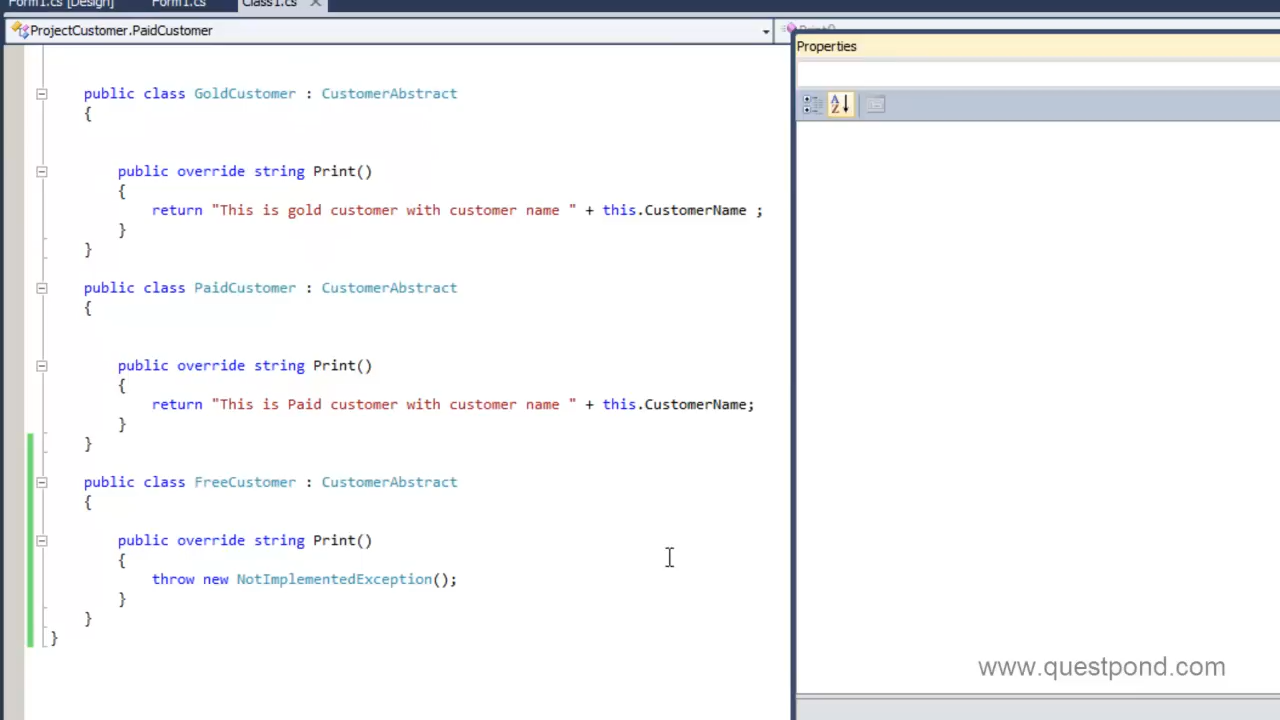 Form1.cs [Design] Form1.cs Class1.cs
ProjectCustomer.PaidCustomer Print()
Properties
public class GoldCustomer : CustomerAbstract
{
public override string Print()
{
return "This is gold customer with customer name " + this.CustomerName ;
}
}
public class PaidCustomer : CustomerAbstract
{
public override string Print()
{
return "This is Paid customer with customer name " + this.CustomerName;
}
}
public class FreeCustomer : CustomerAbstract
{
public override string Print()
{
throw new NotImplementedException();
}
}
}
www.questpond.com